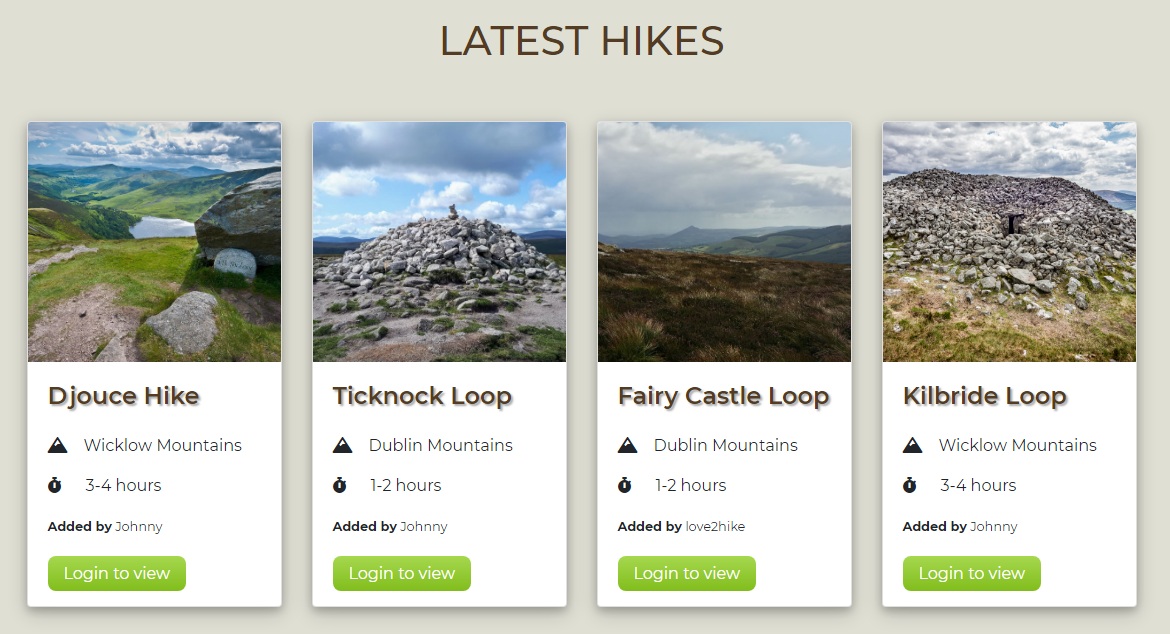 LATEST HIKES
Djouce Hike
Wicklow Mountains
3-4 hours
Added by Johnny
Login to view
Ticknock Loop
Dublin Mountains
1-2 hours
Added by Johnny
Login to view
Fairy Castle Loop
Dublin Mountains
1-2 hours
Added by love2hike
Login to view
Kilbride Loop
Wicklow Mountains
3-4 hours
Added by Johnny
Login to view